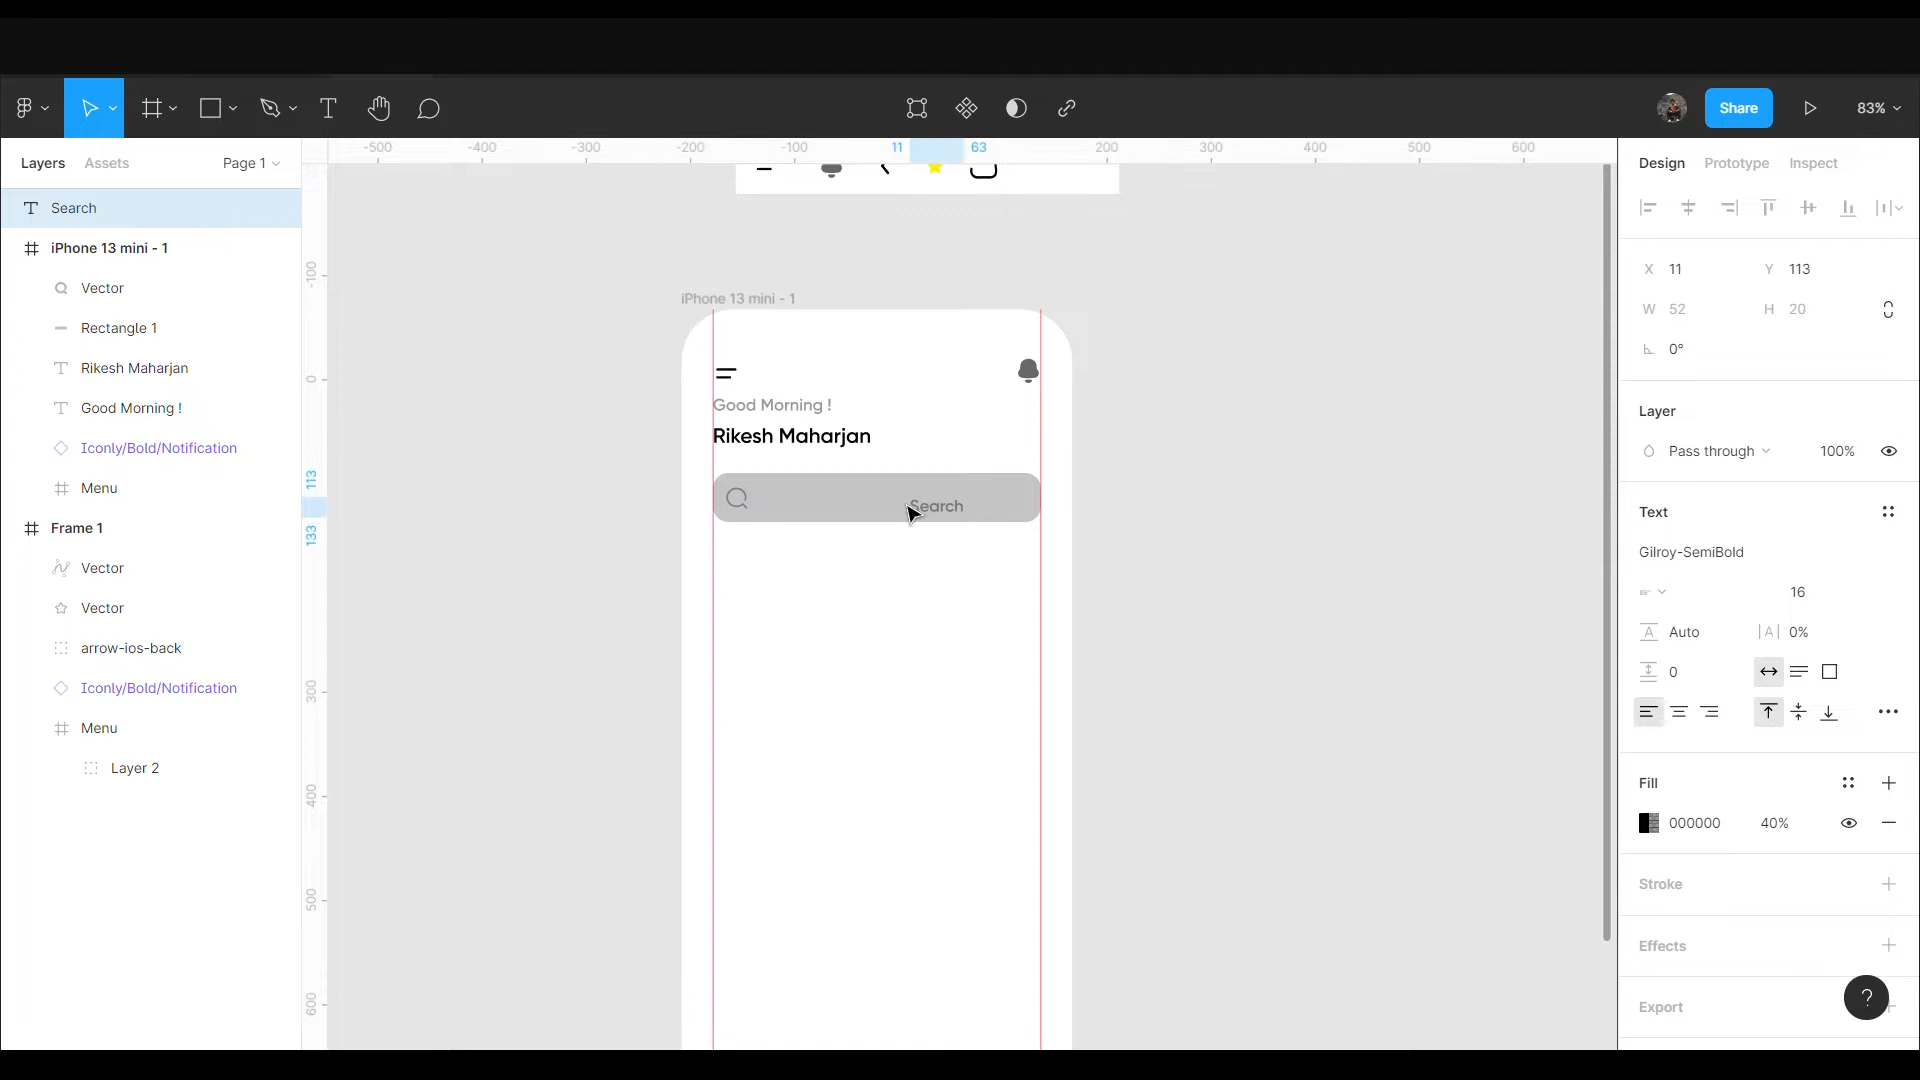 Share
83%
Layers
Assets
Page 1
-500
-400
-300
-200
-100
11
63
200
300
400
500
600
Design
Prototype
Inspect
Search
iPhone 13 mini - 1
Vector
Rectangle 1
Rikesh Maharjan
Good Morning !
Iconly/Bold/Notification
Menu
Frame 1
Vector
Vector
arrow-ios-back
Iconly/Bold/Notification
Menu
Layer 2
-100
0
113
133
300
400
500
600
iPhone 13 mini - 1
Good Morning !
Rikesh Maharjan
Search
X 11
Y 113
W 52
H 20
0°
Layer
Pass through
100%
Text
Gilroy-SemiBold
16
A Auto
|A| 0%
0
Fill
000000
40%
Stroke
Effects
Export
?